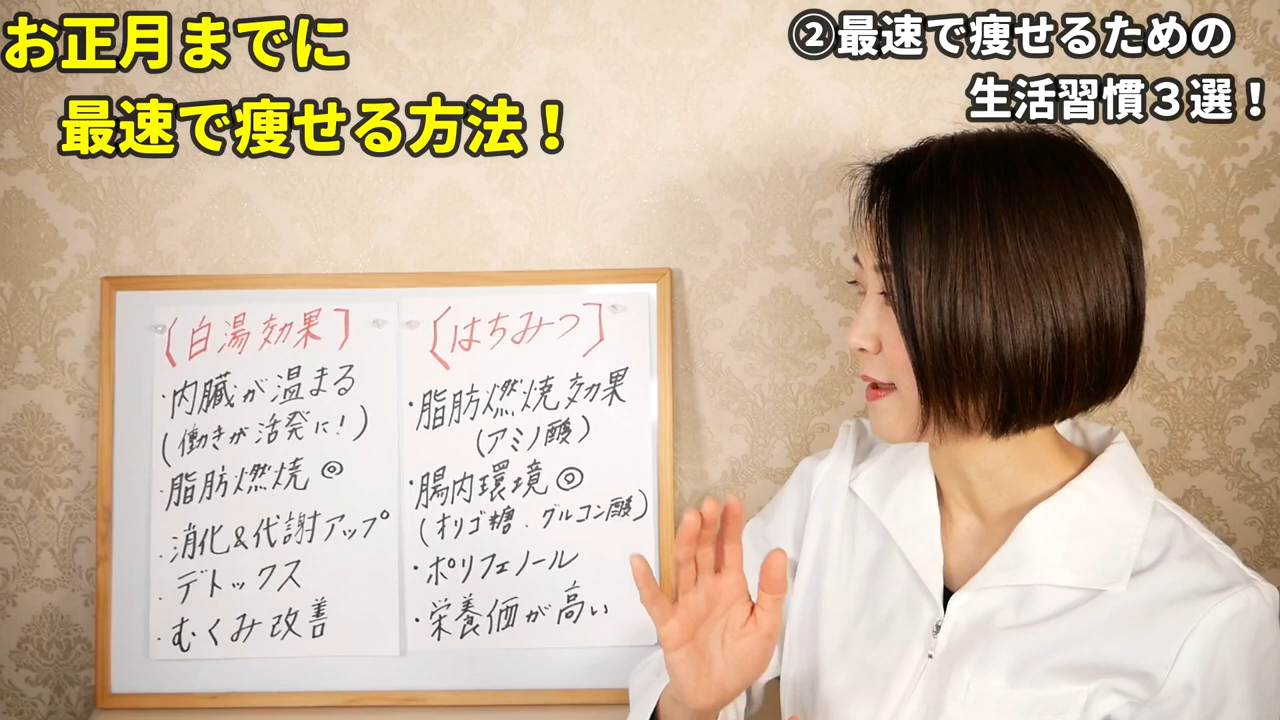 お正月までに
最速で痩せる方法!
②最速で痩せるための
生活習慣3選!
〔白湯効果〕
・内臓が温まる
(働きが活発に!)
・脂肪燃焼◎
・消化&代謝アップ
・デトックス
・むくみ改善
〔はちみつ〕
・脂肪燃焼効果
(アミノ酸)
・腸内環境◎
(オリゴ糖、グルコン酸)
・ポリフェノール
・栄養価が高い